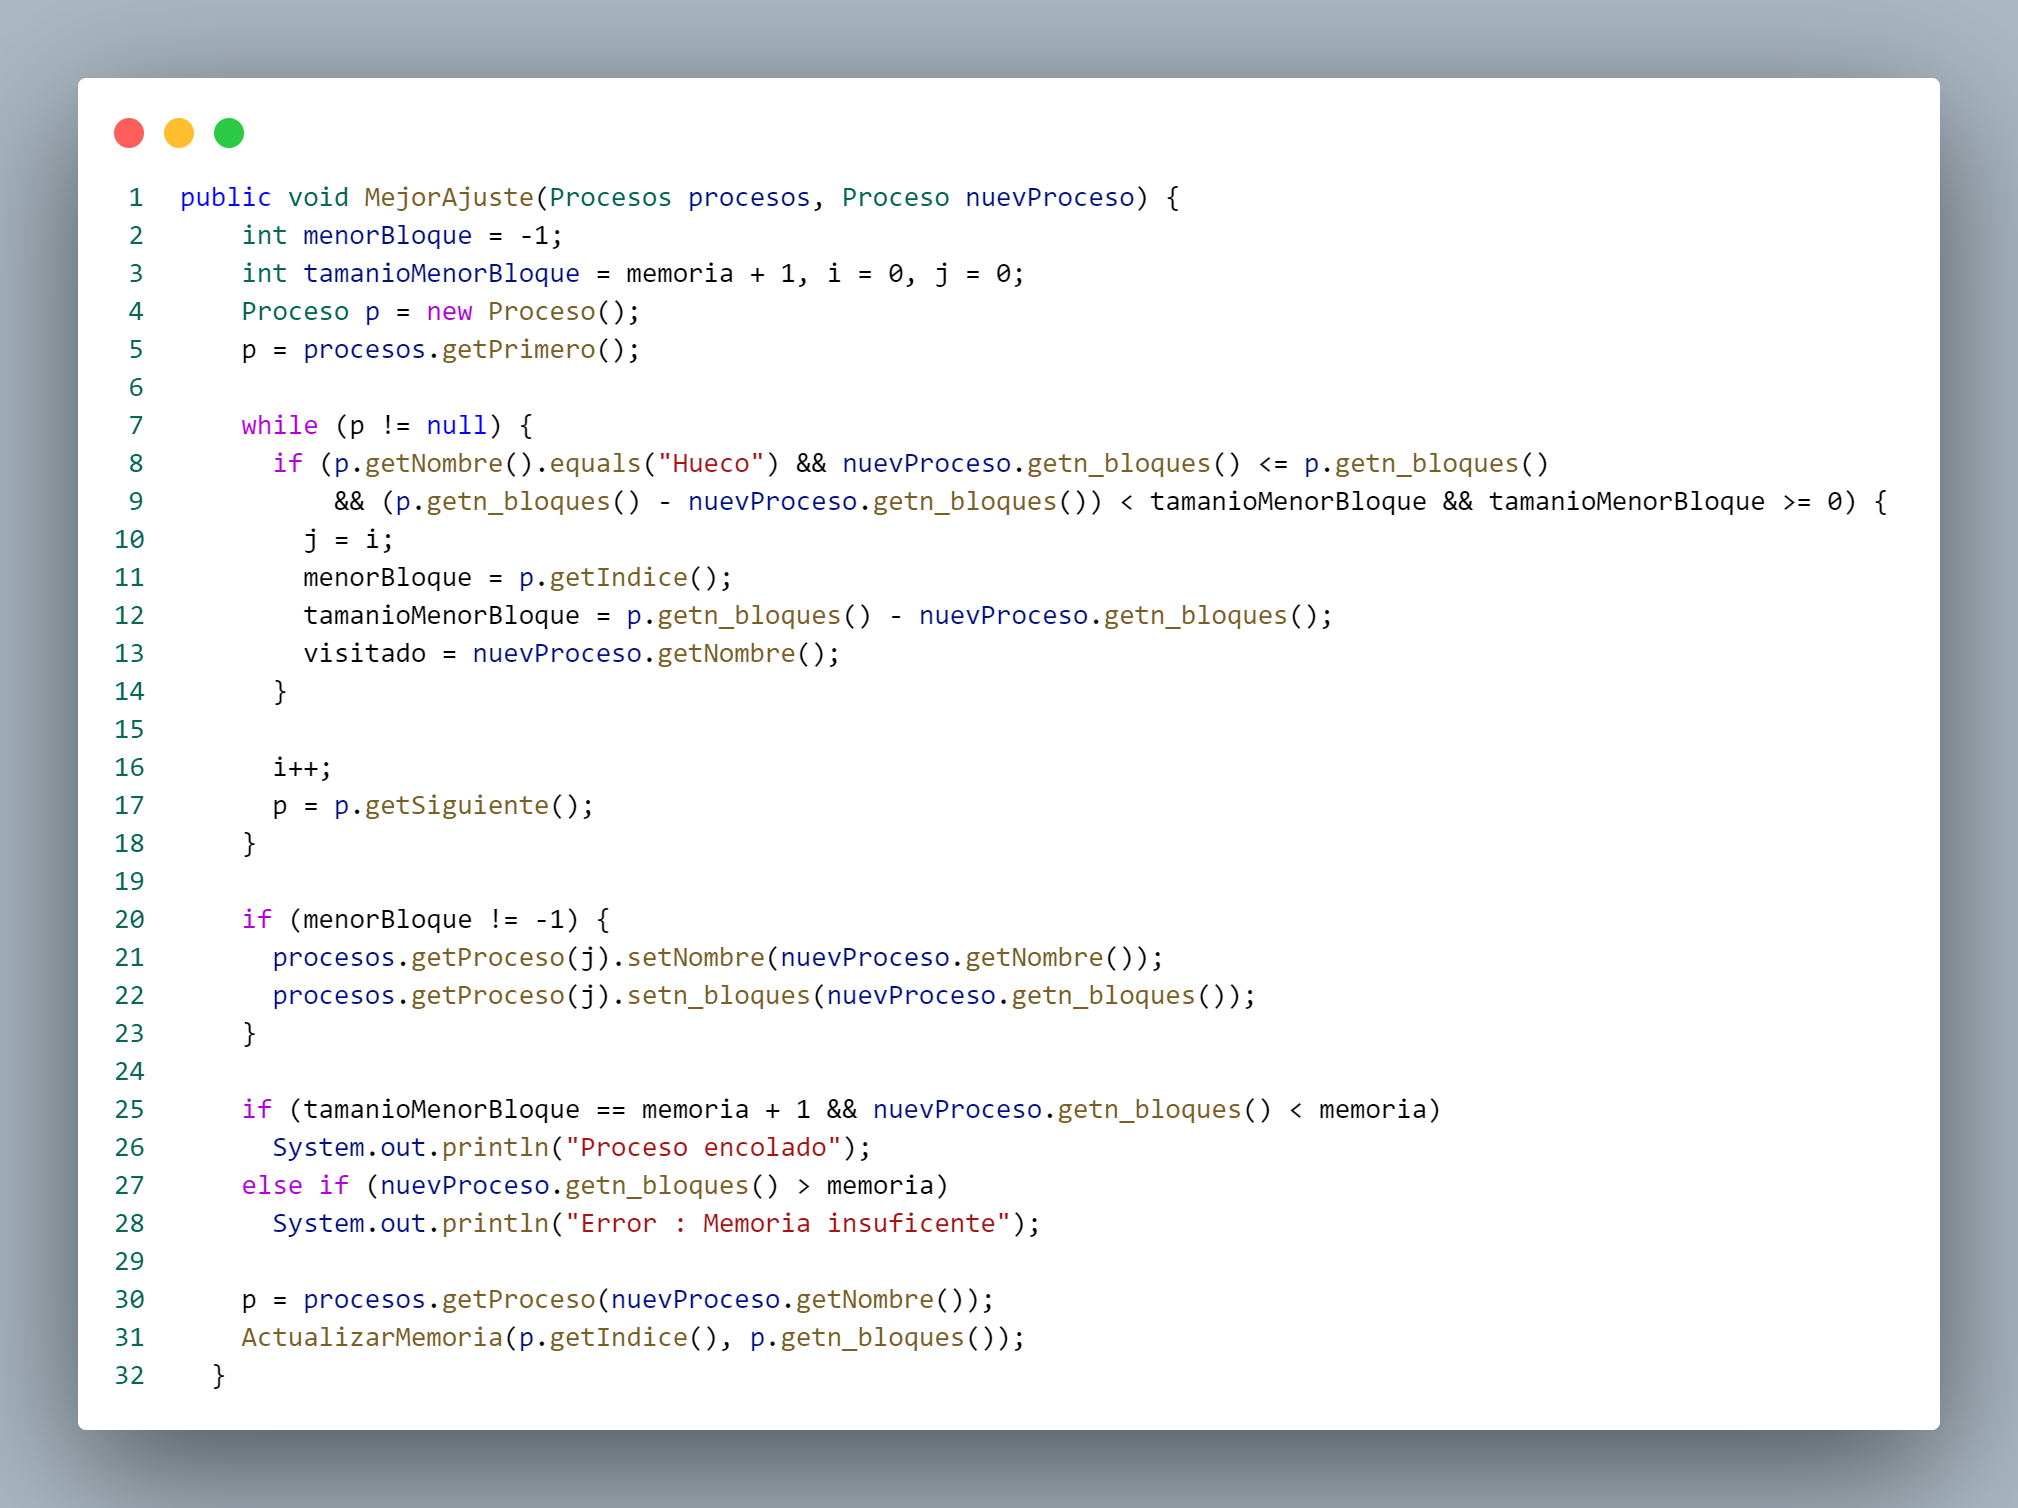 1 public void MejorAjuste(Procesos procesos, Proceso nuevProceso) {
2 int menorBloque = -1;
3 int tamanioMenorBloque = memoria + 1, i = 0, j = 0;
4 Proceso p = new Proceso();
5 p = procesos.getPrimero();
6
7 while (p != null) {
8 if (p.getNombre().equals("Hueco") && nuevProceso.getn_bloques() <= p.getn_bloques()
9 && (p.getn_bloques() - nuevProceso.getn_bloques()) < tamanioMenorBloque && tamanioMenorBloque >= 0) {
10 j = i;
11 menorBloque = p.getIndice();
12 tamanioMenorBloque = p.getn_bloques() - nuevProceso.getn_bloques();
13 visitado = nuevProceso.getNombre();
14 }
15
16 i++;
17 p = p.getSiguiente();
18 }
19
20 if (menorBloque != -1) {
21 procesos.getProceso(j).setNombre(nuevProceso.getNombre());
22 procesos.getProceso(j).setn_bloques(nuevProceso.getn_bloques());
23 }
24
25 if (tamanioMenorBloque == memoria + 1 && nuevProceso.getn_bloques() < memoria)
26 System.out.println("Proceso encolado");
27 else if (nuevProceso.getn_bloques() > memoria)
28 System.out.println("Error : Memoria insuficente");
29
30 p = procesos.getProceso(nuevProceso.getNombre());
31 ActualizarMemoria(p.getIndice(), p.getn_bloques());
32 }